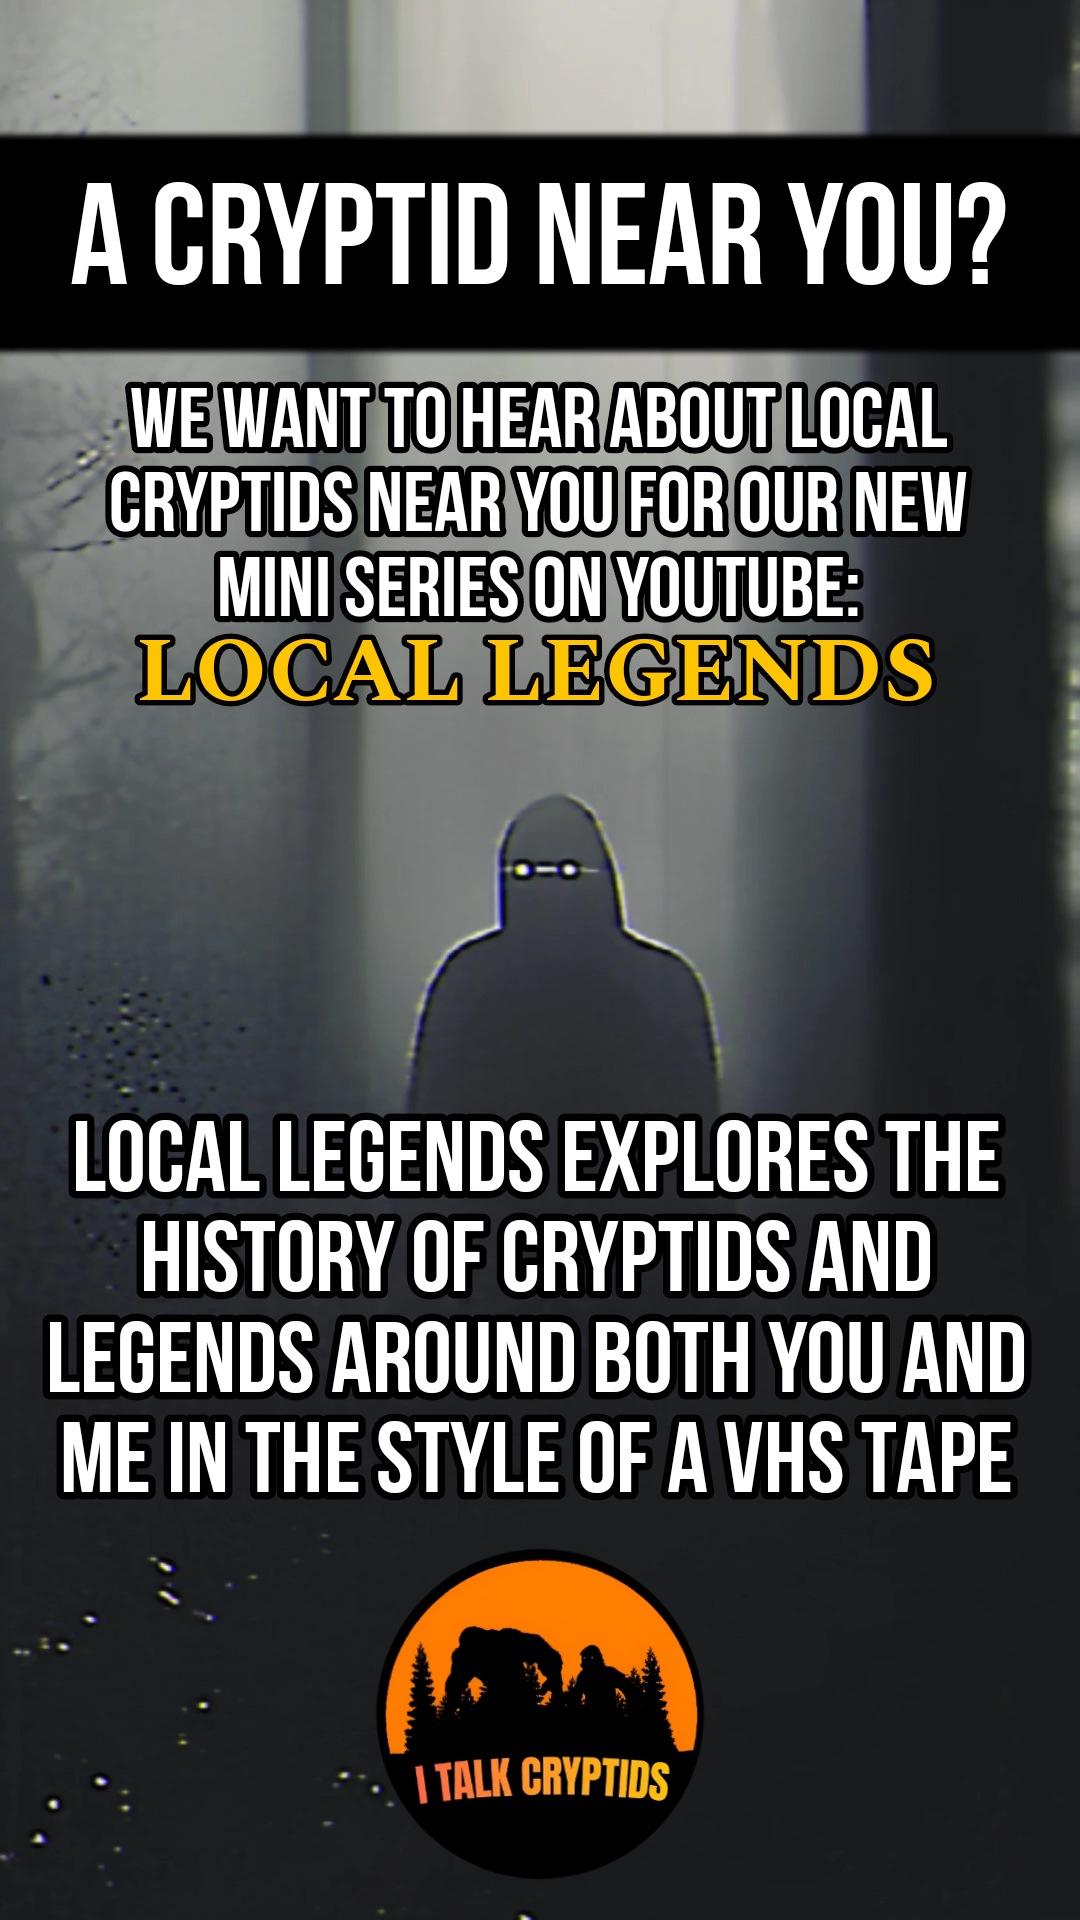 A CRYPTID NEAR YOU?
WE WANT TO HEAR ABOUT LOCAL
CRYPTIDS NEAR YOU FOR OUR NEW
MINI SERIES ON YOUTUBE:
LOCAL LEGENDS
LOCAL LEGENDS EXPLORES THE
HISTORY OF CRYPTIDS AND
LEGENDS AROUND BOTH YOU AND
ME IN THE STYLE OF A VHS TAPE
I TALK CRYPTIDS